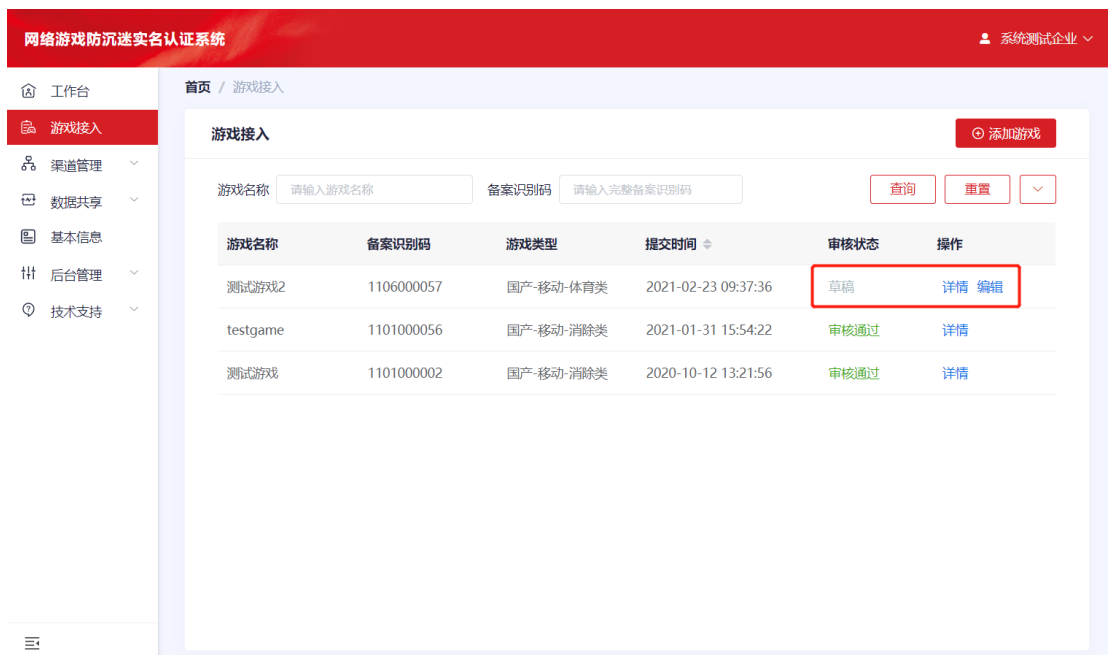 网络游戏防沉迷实名认证系统 系统测试企业
工作台
游戏接入
渠道管理
数据共享
基本信息
后台管理
技术支持
首页 / 游戏接入
游戏接入 添加游戏
游戏名称 请输入游戏名称 备案识别码 请输入完整备案识别码 查询 重置
游戏名称 备案识别码 游戏类型 提交时间 审核状态 操作
测试游戏2 1106000057 国产-移动-体育类 2021-02-23 09:37:36 草稿 详情 编辑
testgame 1101000056 国产-移动-消除类 2021-01-31 15:54:22 审核通过 详情
测试游戏 1101000002 国产-移动-消除类 2020-10-12 13:21:56 审核通过 详情